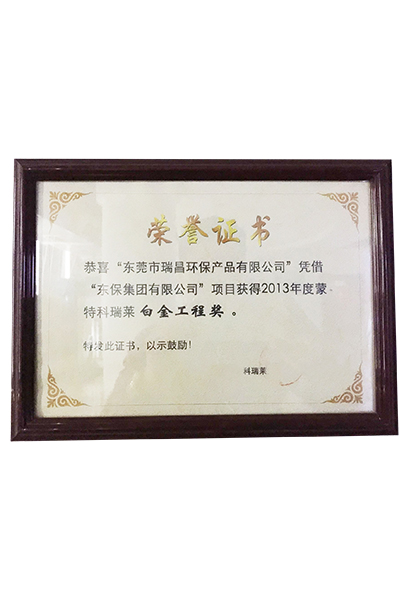 荣誉证书
恭喜“东莞市瑞昌环保产品有限公司”凭借
“东保集团有限公司”项目获得2013年度蒙
特科瑞莱白金工程奖。
特发此证书，以示鼓励！
科瑞莱